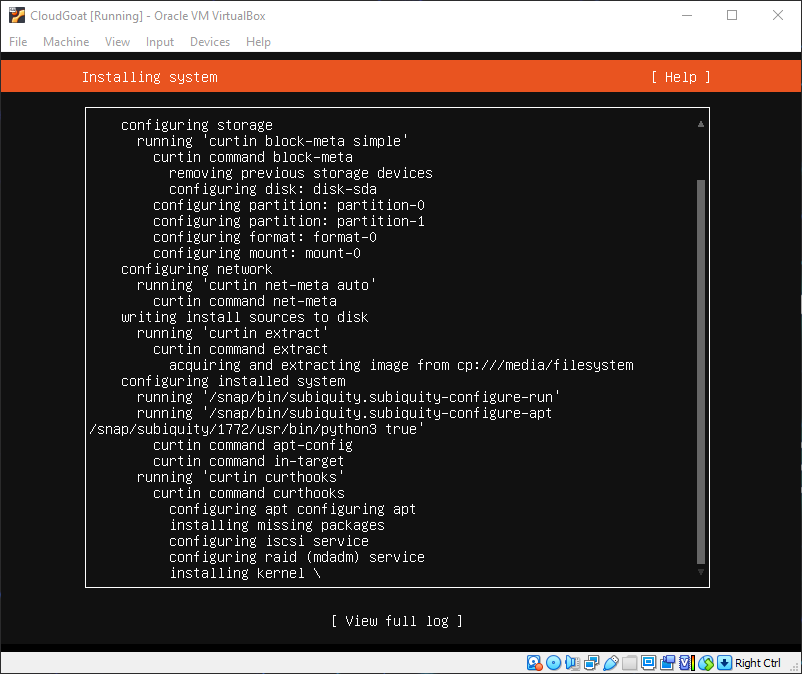 CloudGoat [Running] - Oracle VM VirtualBox
File Machine View Input Devices Help
Installing system [ Help ]
configuring storage
running 'curtin block-meta simple'
curtin command block-meta
removing previous storage devices
configuring disk: disk-sda
configuring partition: partition-0
configuring partition: partition-1
configuring format: format-0
configuring mount: mount-0
configuring network
running 'curtin net-meta auto'
curtin command net-meta
writing install sources to disk
running 'curtin extract'
curtin command extract
acquiring and extracting image from cp:///media/filesystem
configuring installed system
running '/snap/bin/subiquity.subiquity-configure-run'
running '/snap/bin/subiquity.subiquity-configure-apt
/snap/subiquity/1772/usr/bin/python3 true'
curtin command apt-config
curtin command in-target
running 'curtin curthooks'
curtin command curthooks
configuring apt configuring apt
installing missing packages
configuring iscsi service
configuring raid (mdadm) service
installing kernel \
[ View full log ]
Right Ctrl